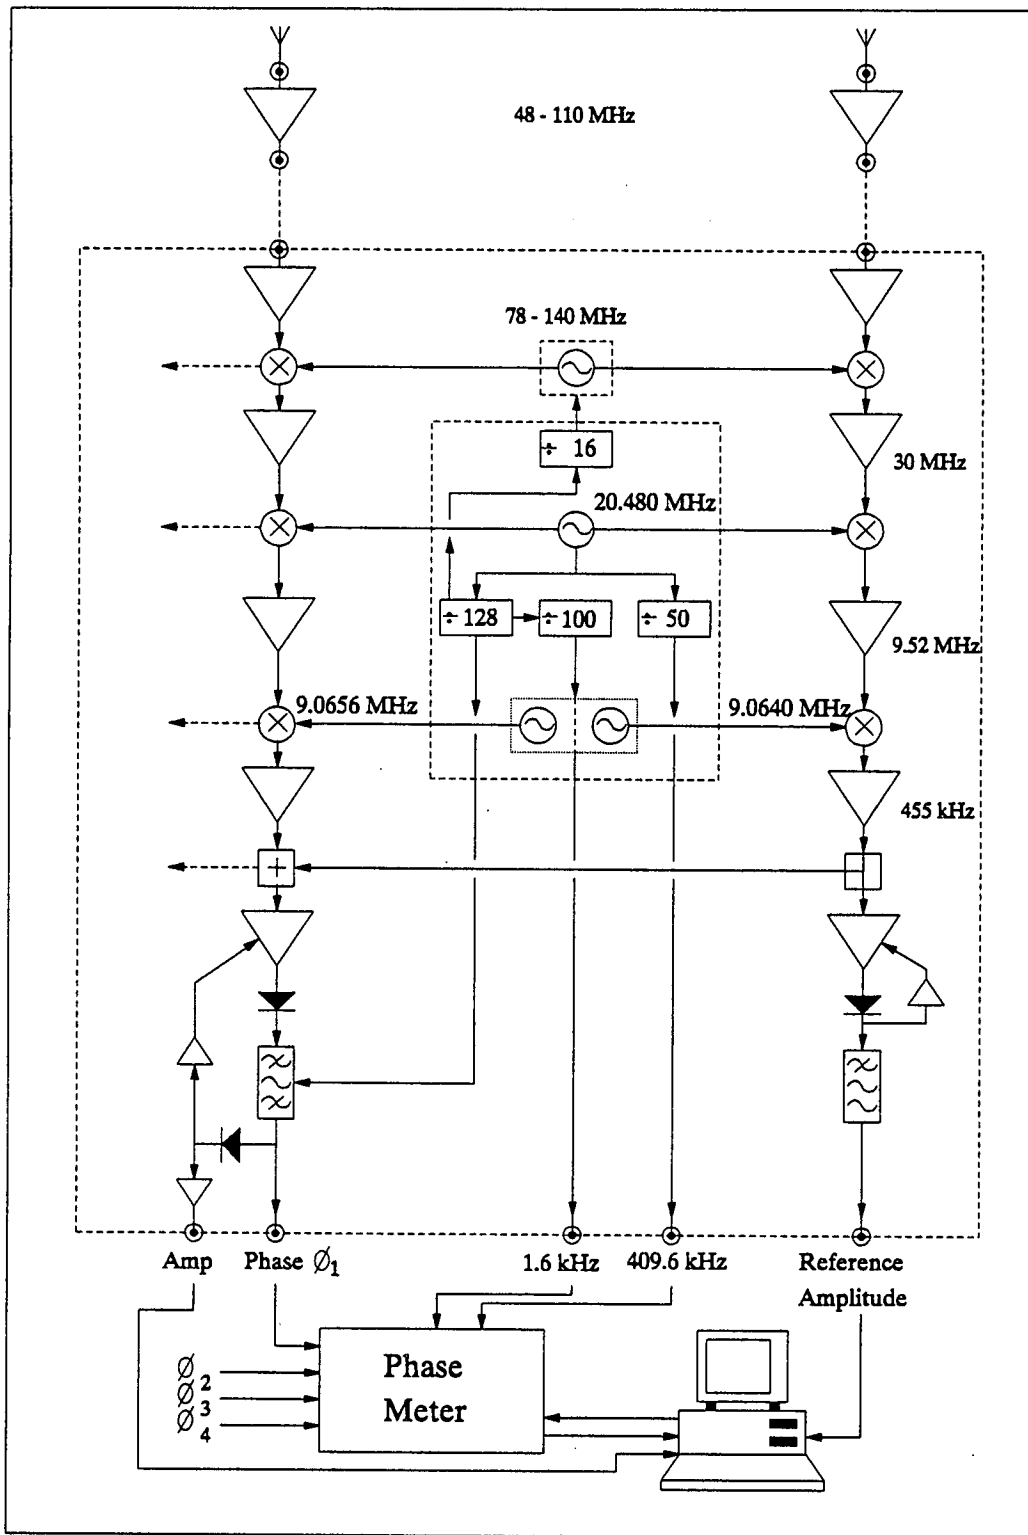 48 - 110 MHz
78 - 140 MHz
÷ 16
30 MHz
20.480 MHz
÷ 128
÷ 100
÷ 50
9.52 MHz
9.0656 MHz
9.0640 MHz
455 kHz
Amp
Phase ∅1
1.6 kHz
409.6 kHz
Reference
Amplitude
Phase
Meter
∅2
∅3
∅4